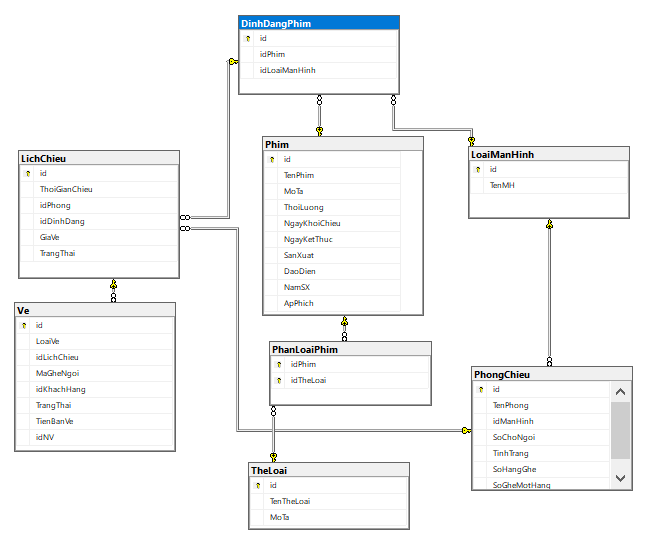 DinhDangPhim
id
idPhim
idLoaiManHinh
LichChieu
id
ThoiGianChieu
idPhong
idDinhDang
GiaVe
TrangThai
Phim
id
TenPhim
MoTa
ThoiLuong
NgayKhoiChieu
NgayKetThuc
SanXuat
DaoDien
NamSX
ApPhich
LoaiManHinh
id
TenMH
Ve
id
LoaiVe
idLichChieu
MaGheNgoi
idKhachHang
TrangThai
TienBanVe
idNV
PhanLoaiPhim
idPhim
idTheLoai
PhongChieu
id
TenPhong
idManHinh
SoChoNgoi
TinhTrang
SoHangGhe
SoGheMotHang
TheLoai
id
TenTheLoai
MoTa